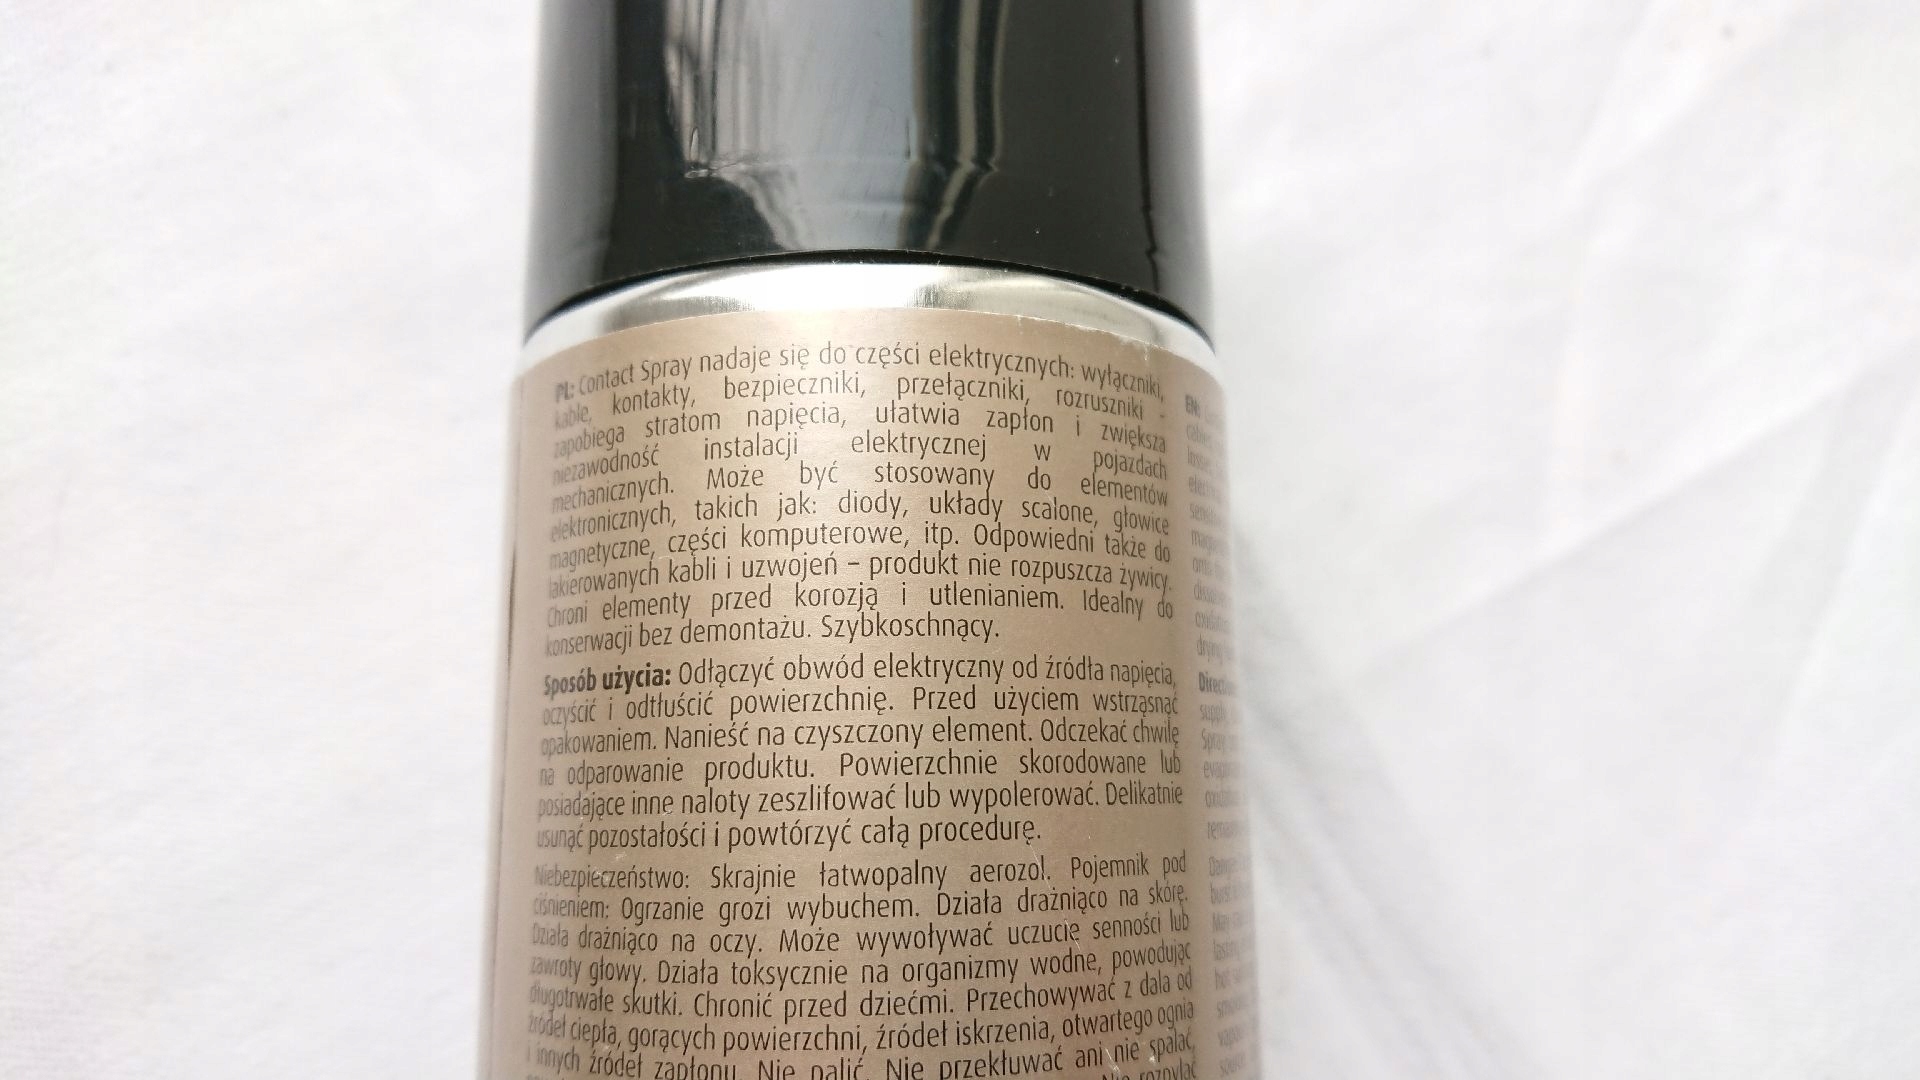 PL: Contact Spray nadaje się do części elektrycznych: wyłączniki,
kable, kontakty, bezpieczniki, przełączniki, rozruszniki -
zapobiega stratom napięcia, ułatwia zapłon i zwiększa
niezawodność instalacji elektrycznej w pojazdach
mechanicznych. Może być stosowany do elementów
elektronicznych, takich jak: diody, układy scalone, głowice
magnetyczne, części komputerowe, itp. Odpowiedni także do
lakierowanych kabli i uzwojeń – produkt nie rozpuszcza żywicy.
Chroni elementy przed korozją i utlenianiem. Idealny do
konserwacji bez demontażu. Szybkoschnący.
Sposób użycia: Odłączyć obwód elektryczny od źródła napięcia,
oczyścić i odtłuścić powierzchnię. Przed użyciem wstrząsnąć
opakowaniem. Nanieść na czyszczony element. Odczekać chwilę
na odparowanie produktu. Powierzchnie skorodowane lub
posiadające inne naloty zeszlifować lub wypolerować. Delikatnie
usunąć pozostałości i powtórzyć całą procedurę.
Niebezpieczeństwo: Skrajnie łatwopalny aerozol. Pojemnik pod
ciśnieniem: Ogrzanie grozi wybuchem. Działa drażniąco na skórę.
Działa drażniąco na oczy. Może wywoływać uczucie senności lub
zawroty głowy. Działa toksycznie na organizmy wodne, powodując
długotrwałe skutki. Chronić przed dziećmi. Przechowywać z dala od
źródeł ciepła, gorących powierzchni, źródeł iskrzenia, otwartego ognia
i innych źródeł zapłonu. Nie palić. Nie przekłuwać ani nie spalać,
Nie rozpylać
EN: